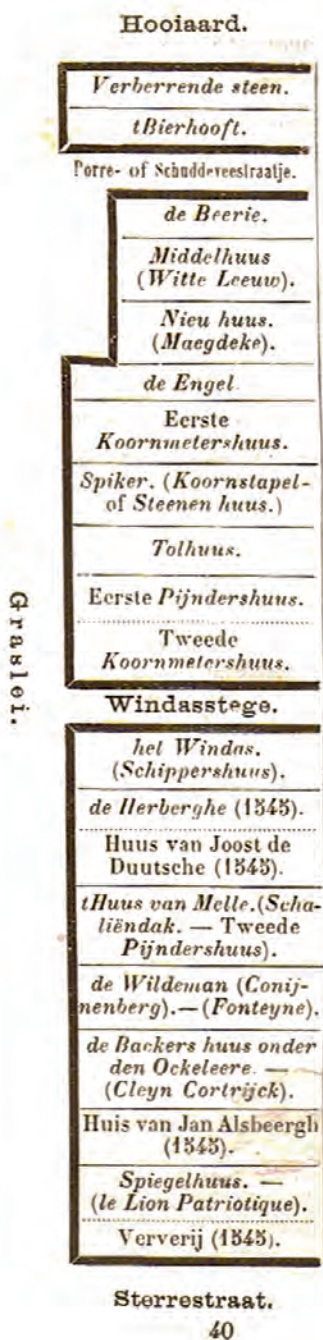 Hooiaard.
Verberrende steen.
tBierhooft.
Porre- of Schuddeveestraatje.
de Beerie.
Middelhuus
(Witte Leeuw).
Nieu huus.
(Maegdeke).
de Engel
Eerste
Koornmetershuus.
Spiker. (Koornstapel-
of Steenen huus.)
Tolhuus.
Eerste Pijndershuus.
Tweede
Koornmetershuus.
Graslei.
Windasstege.
het Windas.
(Schippershuus).
de Herberghe (1545).
Huus van Joost de
Duutsche (1545).
tHuus van Melle. (Scha-
liëndak. — Tweede
Pijndershuus).
de Wildeman (Conij-
nenberg). — (Fonteyne).
de Backers huus onder
den Ockeleere. —
(Cleyn Cortrijck).
Huis van Jan Alsbeergh
(1545).
Spiegelhuus. —
(le Lion Patriotique).
Ververij (1545).
Sterrestraat.
40